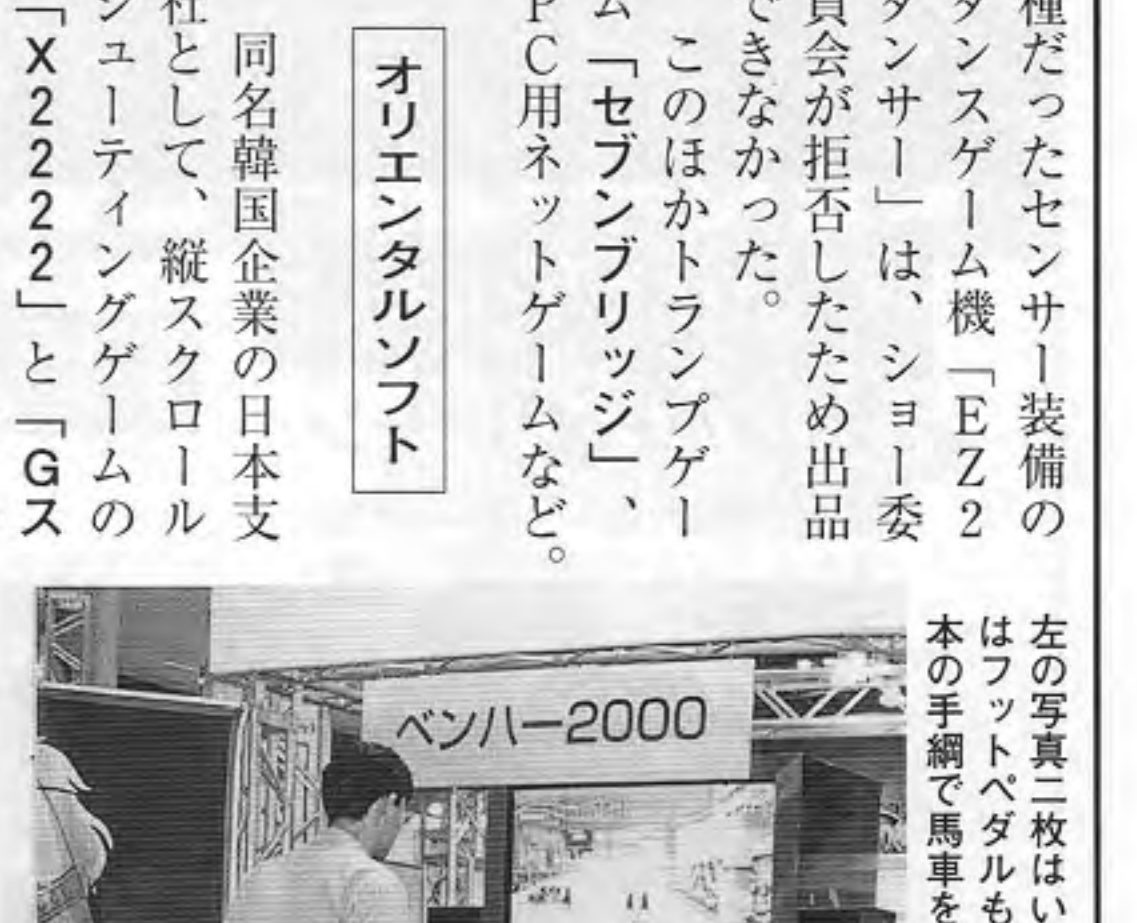 種だったセンサー装備の
ダンスゲーム機「EZ2
ダンサー」は、ショー委
員会が拒否したため出品
できなかった。
このほかトランプゲー
ム「セブンブリッジ」、
PC用ネットゲームなど。
オリエンタルソフト
同名韓国企業の日本支
社として、縦スクロール
シューティングゲームの
「X2222」と「Gス
左の写真二枚はい
はフットペダルも
本の手綱で馬車を
ベンハー2000